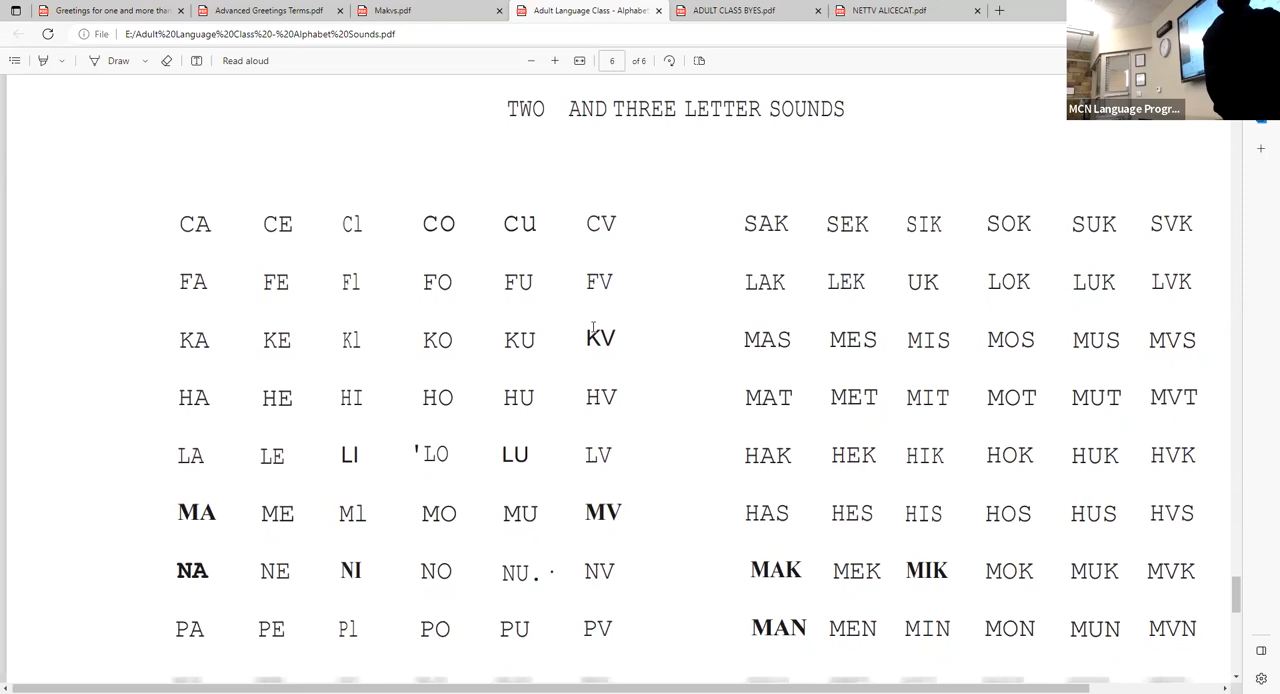 Greetings for one and more than
Advanced Greetings Terms.pdf
Makvs.pdf
Adult Language Class - Alphabet
ADULT CLAS5 BYES.pdf
NETTV ALICECAT.pdf
File E:/Adult%20Language%20Class%20-%20Alphabet%20Sounds.pdf
Draw Read aloud 6 of 6
MCN Language Progr...
TWO AND THREE LETTER SOUNDS
CA CE Cl CO Cu CV SAK SEK SIK SOK SUK SVK
FA FE Fl FO FU FV LAK LEK UK LOK LUK LVK
KA KE Kl KO KU KV MAS MES MIS MOS MUS MVS
HA HE HI HO HU HV MAT MET MIT MOT MUT MVT
LA LE LI 'LO LU LV HAK HEK HIK HOK HUK HVK
MA ME Ml MO MU MV HAS HES HIS HOS HUS HVS
NA NE NI NO NU.· NV MAK MEK MIK MOK MUK MVK
PA PE Pl PO PU PV MAN MEN MIN MON MUN MVN